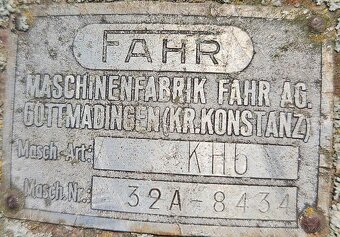 FAHR
MASCHINENFABRIK FAHR AG.
GOTTMADINGEN (KR. KONSTANZ)
Masch.-Art: KH6
Masch. Nr.: 32A-8434